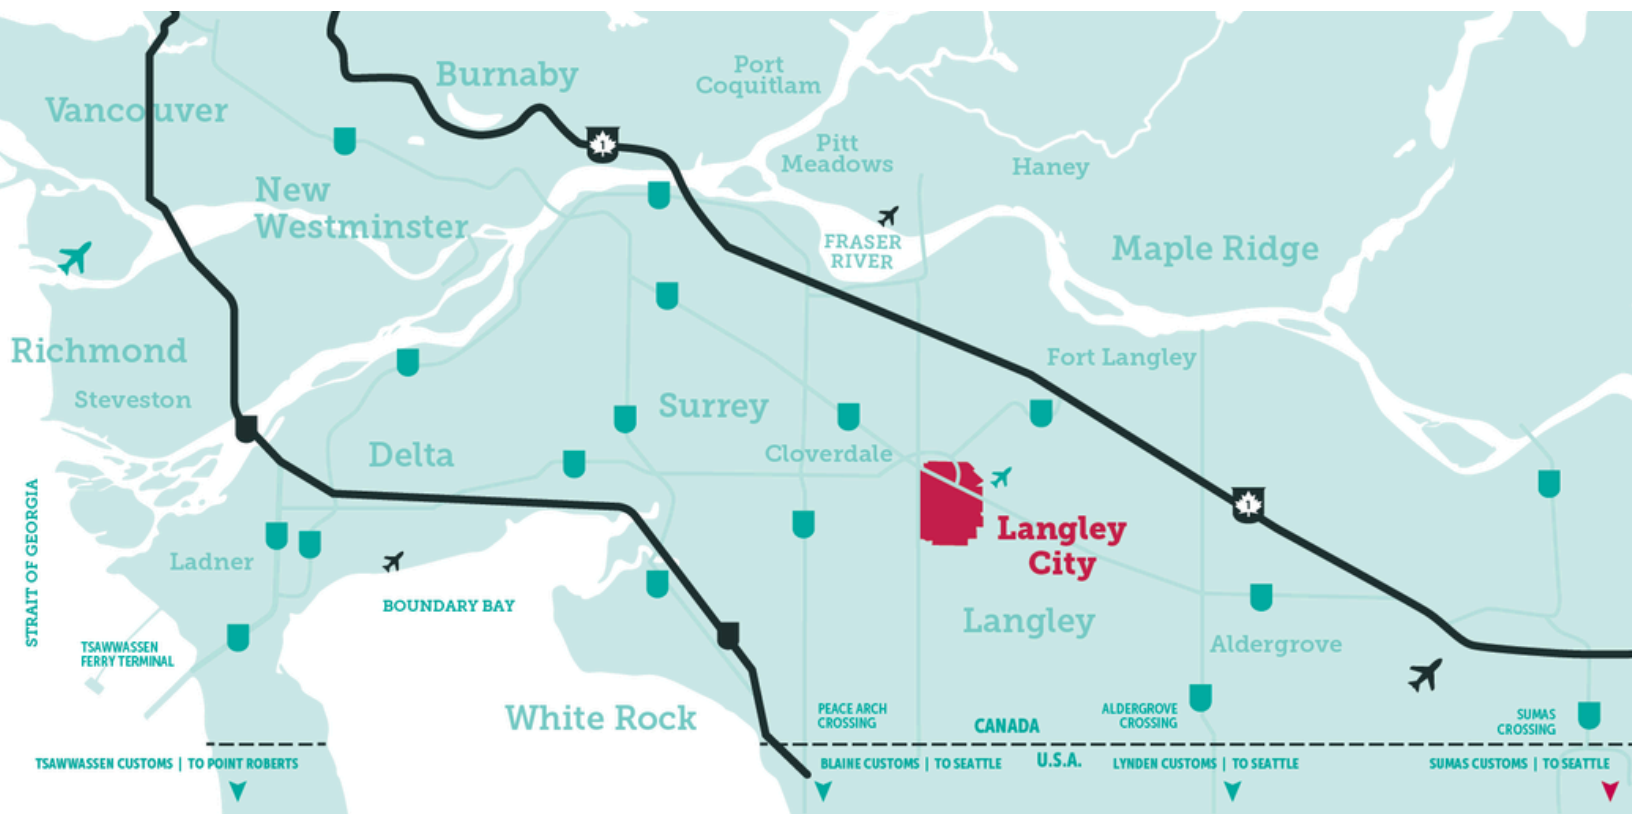 Burnaby
Port
Coquitlam
Vancouver
1
Pitt
Meadows
Haney
New
Westminster
FRASER
RIVER
Maple Ridge
Richmond
Steveston
Fort Langley
Surrey
Delta
Cloverdale
1
STRAIT OF GEORGIA
Langley
City
Ladner
BOUNDARY BAY
Langley
Aldergrove
TSAWWASSEN
FERRY TERMINAL
White Rock
PEACE ARCH
CROSSING
CANADA
ALDERGROVE
CROSSING
SUMAS
CROSSING
TSAWWASSEN CUSTOMS | TO POINT ROBERTS
BLAINE CUSTOMS | TO SEATTLE
U.S.A.
LYNDEN CUSTOMS | TO SEATTLE
SUMAS CUSTOMS | TO SEATTLE